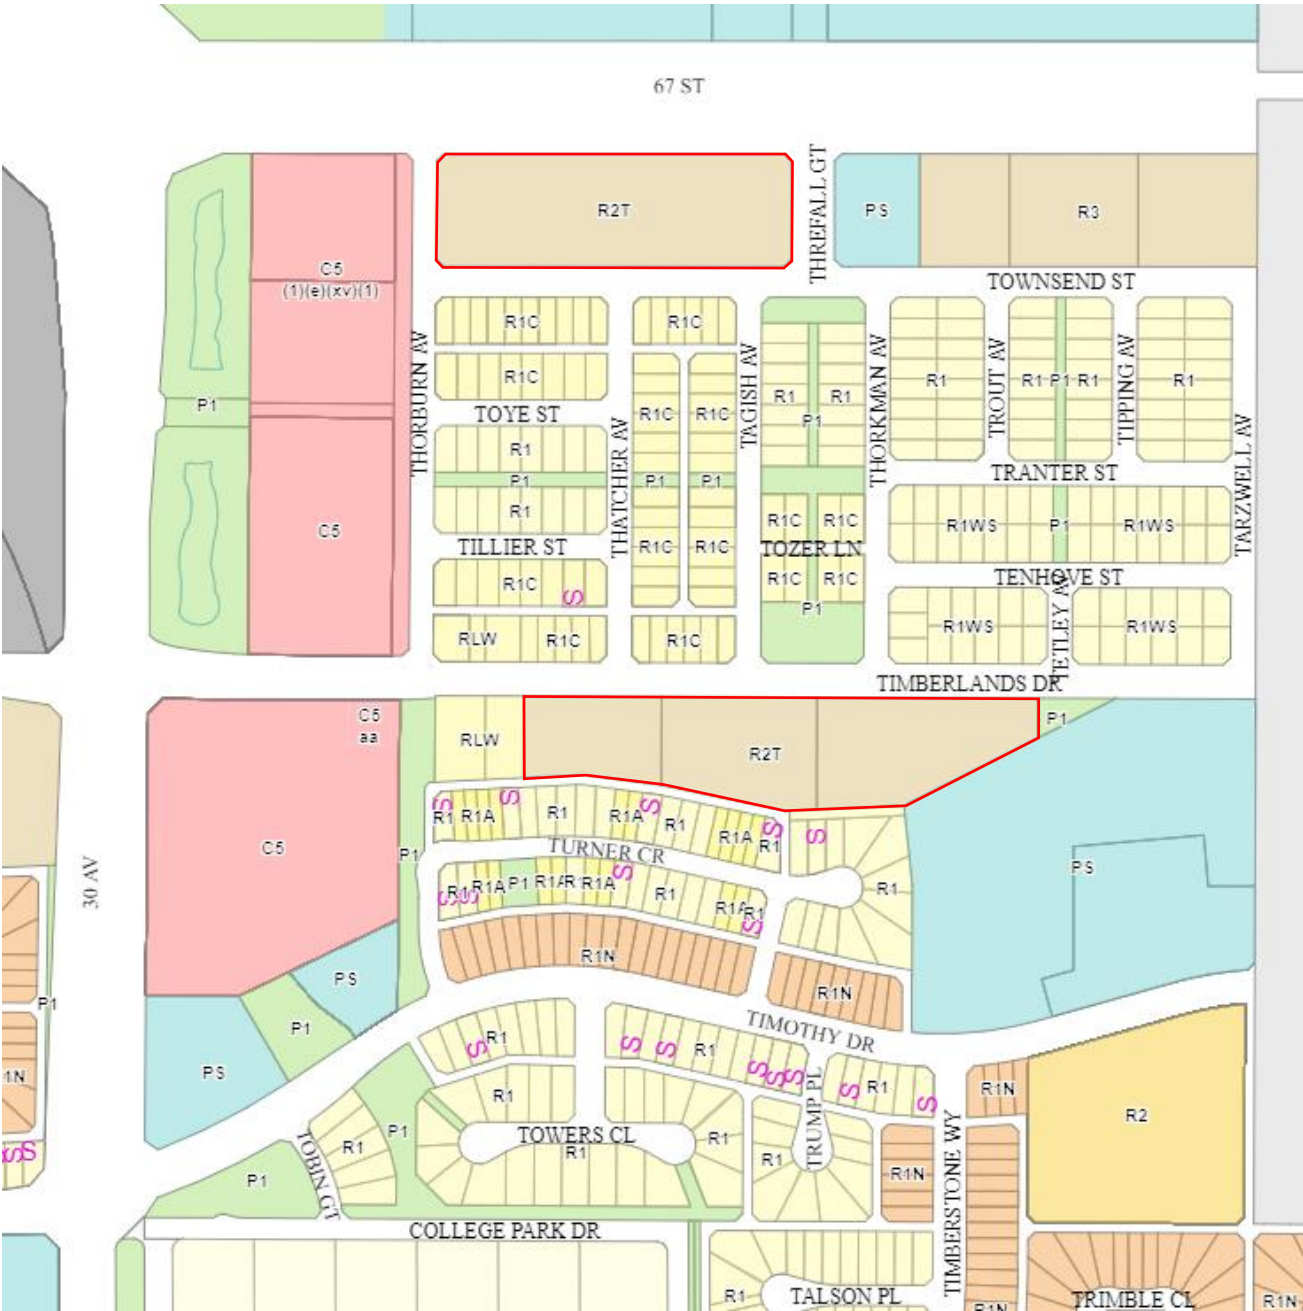 67 ST
THREFALL GT
R2T
PS
R3
C5
(1)(e)(xv)(1)
TOWNSEND ST
R1C
R1C
THORBURN AV
R1C
TAGISH AV
THORKMAN AV
TROUT AV
TIPPING AV
R1
R1
R1
R1
P1
R1
R1
P1
TOYE ST
THATCHER AV
R1C
R1C
P1
TARZWELL AV
R1
P1
P1
P1
TRANTER ST
R1
C5
R1C
R1C
R1WS
P1
R1WS
TILLIER ST
R1C
R1C
TOZER LN
TENHOVE ST
R1C
S
R1C
R1C
P1
TETLEY AV
RLW
R1C
R1C
R1WS
R1WS
TIMBERLANDS DR
C5
aa
P1
RLW
R2T
S
S
S
R1
R1A
R1
R1A
R1
R1A
S
R1
S
C5
P1
TURNER CR
30 AV
PS
S
S
R1
R1A
P1
R1A
R1A
S
R1
R1A
R1
S
R1
R1N
PS
R1N
P1
P1
TIMOTHY DR
S
R1
S
S
R1
S
S
S
S
R1
S
1N
PS
R1
R1N
R2
TRUMP PL
TIMBERSTONE WY
S
S
TOBIN GT
R1
P1
TOWERS CL
R1
R1
R1
R1N
P1
COLLEGE PARK DR
R1
TALSON PL
R1N
TRIMBLE CL
R1N